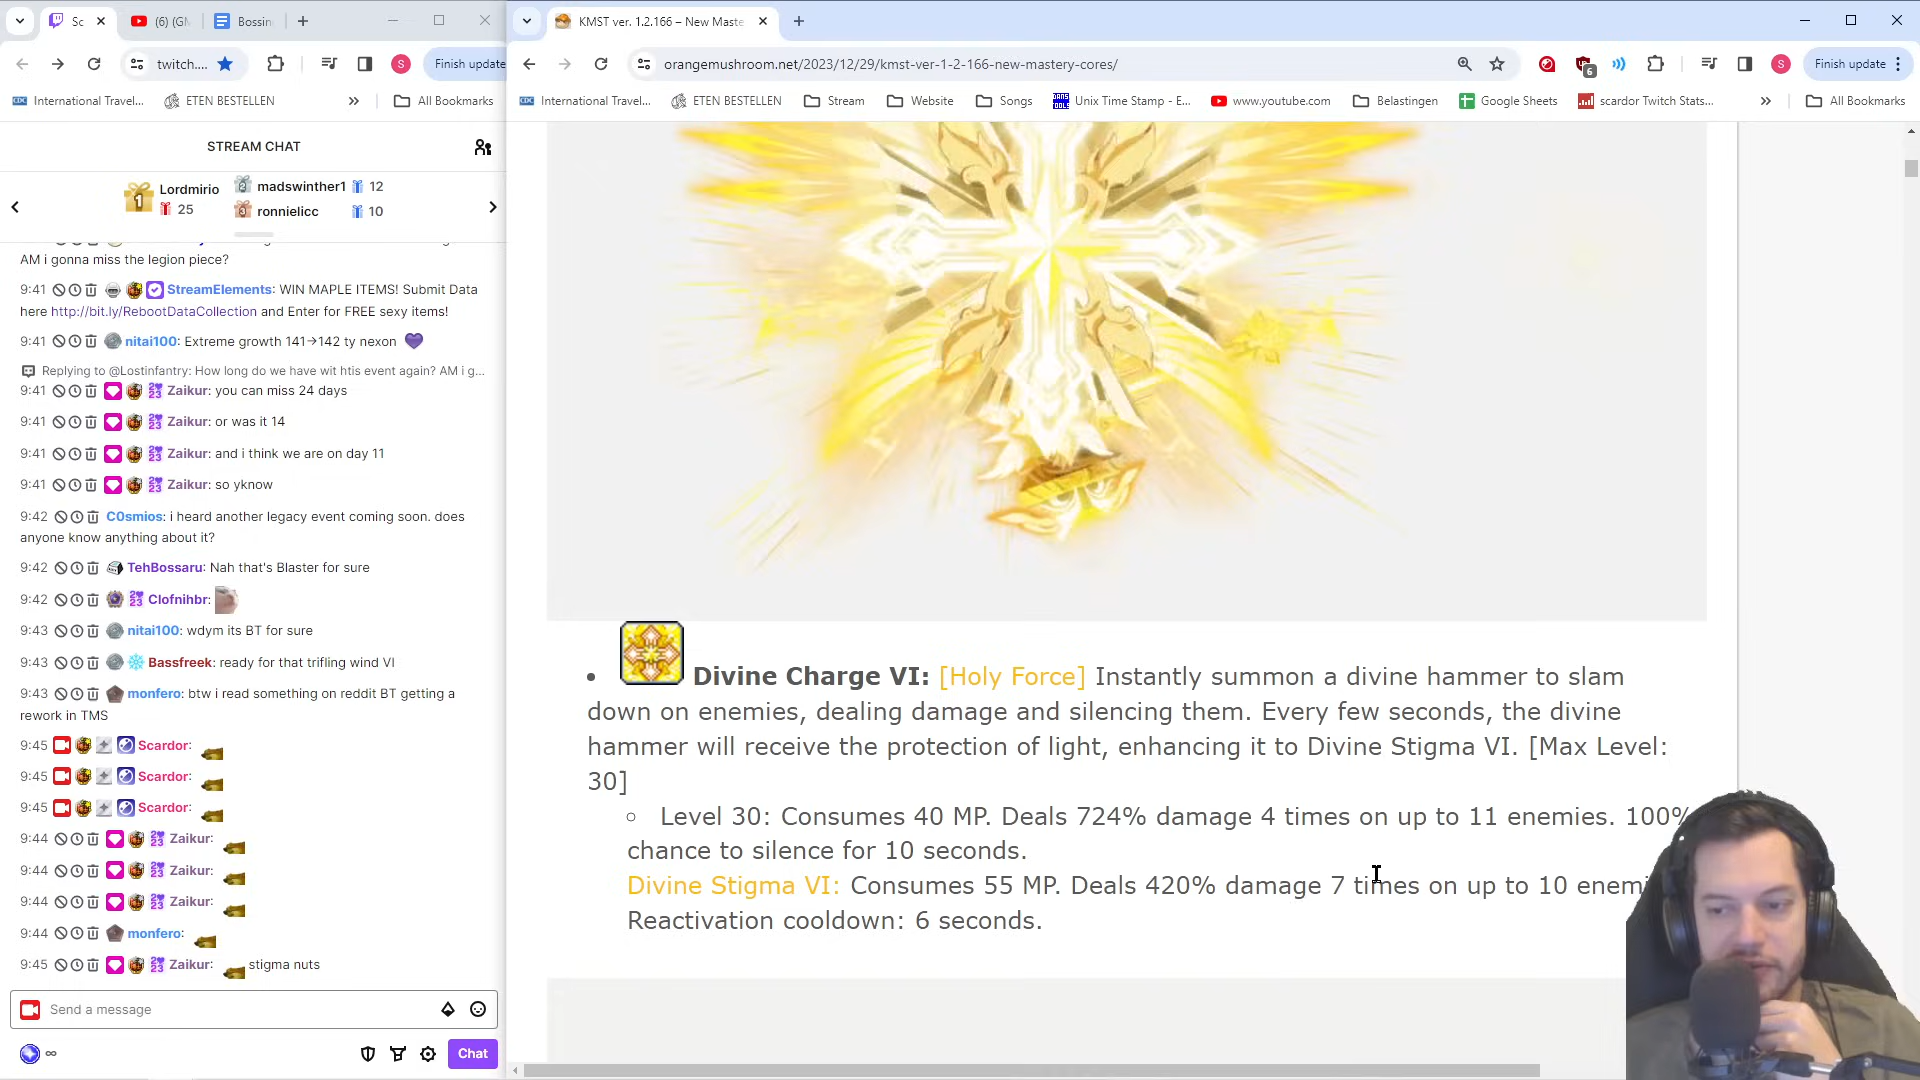 Sc
(6) (GM
Bossin
KMST ver. 1.2.166 – New Maste
twitch....
S
Finish update
orangemushroom.net/2023/12/29/kmst-ver-1-2-166-new-mastery-cores/
6
S
Finish update
International Travel...
ETEN BESTELLEN
All Bookmarks
International Travel...
ETEN BESTELLEN
Stream
Website
Songs
Unix Time Stamp - E...
www.youtube.com
Belastingen
Google Sheets
scardor Twitch Stats...
All Bookmarks
STREAM CHAT
1 Lordmirio 25
2 madswinther1 12
3 ronnielicc 10
AM i gonna miss the legion piece?
9:41 StreamElements: WIN MAPLE ITEMS! Submit Data
here http://bit.ly/RebootDataCollection and Enter for FREE sexy items!
9:41 nitai100: Extreme growth 141->142 ty nexon 💜
Replying to @Lostinfantry: How long do we have wit htis event again? AM i g...
9:41 Zaikur: you can miss 24 days
9:41 Zaikur: or was it 14
9:41 Zaikur: and i think we are on day 11
9:41 Zaikur: so yknow
9:42 C0smios: i heard another legacy event coming soon. does
anyone know anything about it?
9:42 TehBossaru: Nah that's Blaster for sure
9:42 Clofnihbr:
9:43 nitai100: wdym its BT for sure
9:43 Bassfreek: ready for that trifling wind VI
9:43 monfero: btw i read something on reddit BT getting a
rework in TMS
9:45 Scardor:
9:45 Scardor:
9:45 Scardor:
9:44 Zaikur:
9:44 Zaikur:
9:44 Zaikur:
9:44 monfero:
9:45 Zaikur: stigma nuts
Send a message
∞
Chat
• Divine Charge VI: [Holy Force] Instantly summon a divine hammer to slam
down on enemies, dealing damage and silencing them. Every few seconds, the divine
hammer will receive the protection of light, enhancing it to Divine Stigma VI. [Max Level:
30]
Level 30: Consumes 40 MP. Deals 724% damage 4 times on up to 11 enemies. 100%
chance to silence for 10 seconds.
Divine Stigma VI: Consumes 55 MP. Deals 420% damage 7 times on up to 10 enemi
Reactivation cooldown: 6 seconds.